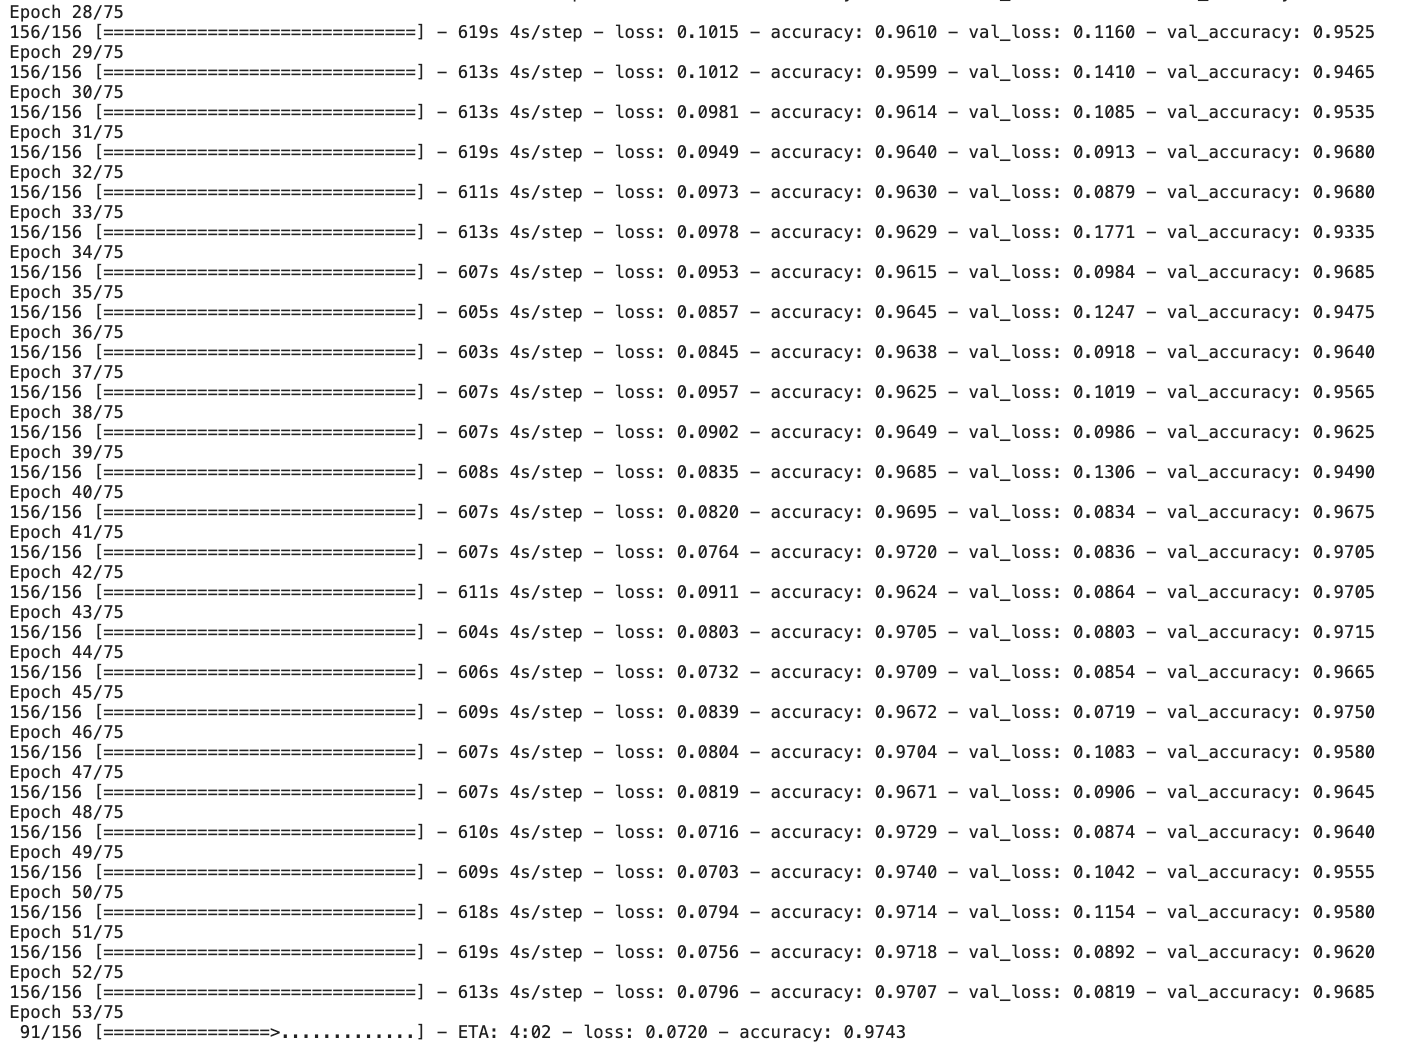 Epoch 28/75
156/156 [==============================] - 619s 4s/step - loss: 0.1015 - accuracy: 0.9610 - val_loss: 0.1160 - val_accuracy: 0.9525
Epoch 29/75
156/156 [==============================] - 613s 4s/step - loss: 0.1012 - accuracy: 0.9599 - val_loss: 0.1410 - val_accuracy: 0.9465
Epoch 30/75
156/156 [==============================] - 613s 4s/step - loss: 0.0981 - accuracy: 0.9614 - val_loss: 0.1085 - val_accuracy: 0.9535
Epoch 31/75
156/156 [==============================] - 619s 4s/step - loss: 0.0949 - accuracy: 0.9640 - val_loss: 0.0913 - val_accuracy: 0.9680
Epoch 32/75
156/156 [==============================] - 611s 4s/step - loss: 0.0973 - accuracy: 0.9630 - val_loss: 0.0879 - val_accuracy: 0.9680
Epoch 33/75
156/156 [==============================] - 613s 4s/step - loss: 0.0978 - accuracy: 0.9629 - val_loss: 0.1771 - val_accuracy: 0.9335
Epoch 34/75
156/156 [==============================] - 607s 4s/step - loss: 0.0953 - accuracy: 0.9615 - val_loss: 0.0984 - val_accuracy: 0.9685
Epoch 35/75
156/156 [==============================] - 605s 4s/step - loss: 0.0857 - accuracy: 0.9645 - val_loss: 0.1247 - val_accuracy: 0.9475
Epoch 36/75
156/156 [==============================] - 603s 4s/step - loss: 0.0845 - accuracy: 0.9638 - val_loss: 0.0918 - val_accuracy: 0.9640
Epoch 37/75
156/156 [==============================] - 607s 4s/step - loss: 0.0957 - accuracy: 0.9625 - val_loss: 0.1019 - val_accuracy: 0.9565
Epoch 38/75
156/156 [==============================] - 607s 4s/step - loss: 0.0902 - accuracy: 0.9649 - val_loss: 0.0986 - val_accuracy: 0.9625
Epoch 39/75
156/156 [==============================] - 608s 4s/step - loss: 0.0835 - accuracy: 0.9685 - val_loss: 0.1306 - val_accuracy: 0.9490
Epoch 40/75
156/156 [==============================] - 607s 4s/step - loss: 0.0820 - accuracy: 0.9695 - val_loss: 0.0834 - val_accuracy: 0.9675
Epoch 41/75
156/156 [==============================] - 607s 4s/step - loss: 0.0764 - accuracy: 0.9720 - val_loss: 0.0836 - val_accuracy: 0.9705
Epoch 42/75
156/156 [==============================] - 611s 4s/step - loss: 0.0911 - accuracy: 0.9624 - val_loss: 0.0864 - val_accuracy: 0.9705
Epoch 43/75
156/156 [==============================] - 604s 4s/step - loss: 0.0803 - accuracy: 0.9705 - val_loss: 0.0803 - val_accuracy: 0.9715
Epoch 44/75
156/156 [==============================] - 606s 4s/step - loss: 0.0732 - accuracy: 0.9709 - val_loss: 0.0854 - val_accuracy: 0.9665
Epoch 45/75
156/156 [==============================] - 609s 4s/step - loss: 0.0839 - accuracy: 0.9672 - val_loss: 0.0719 - val_accuracy: 0.9750
Epoch 46/75
156/156 [==============================] - 607s 4s/step - loss: 0.0804 - accuracy: 0.9704 - val_loss: 0.1083 - val_accuracy: 0.9580
Epoch 47/75
156/156 [==============================] - 607s 4s/step - loss: 0.0819 - accuracy: 0.9671 - val_loss: 0.0906 - val_accuracy: 0.9645
Epoch 48/75
156/156 [==============================] - 610s 4s/step - loss: 0.0716 - accuracy: 0.9729 - val_loss: 0.0874 - val_accuracy: 0.9640
Epoch 49/75
156/156 [==============================] - 609s 4s/step - loss: 0.0703 - accuracy: 0.9740 - val_loss: 0.1042 - val_accuracy: 0.9555
Epoch 50/75
156/156 [==============================] - 618s 4s/step - loss: 0.0794 - accuracy: 0.9714 - val_loss: 0.1154 - val_accuracy: 0.9580
Epoch 51/75
156/156 [==============================] - 619s 4s/step - loss: 0.0756 - accuracy: 0.9718 - val_loss: 0.0892 - val_accuracy: 0.9620
Epoch 52/75
156/156 [==============================] - 613s 4s/step - loss: 0.0796 - accuracy: 0.9707 - val_loss: 0.0819 - val_accuracy: 0.9685
Epoch 53/75
91/156 [================>.............] - ETA: 4:02 - loss: 0.0720 - accuracy: 0.9743